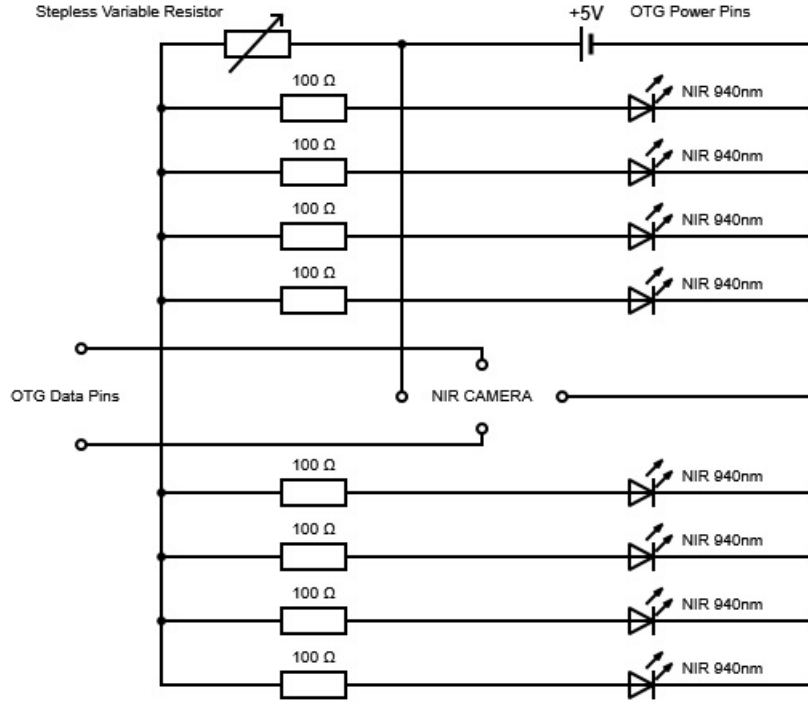 Stepless Variable Resistor
+5V
OTG Power Pins
100 Ω
NIR 940nm
100 Ω
NIR 940nm
100 Ω
NIR 940nm
100 Ω
NIR 940nm
OTG Data Pins
NIR CAMERA
100 Ω
NIR 940nm
100 Ω
NIR 940nm
100 Ω
NIR 940nm
100 Ω
NIR 940nm